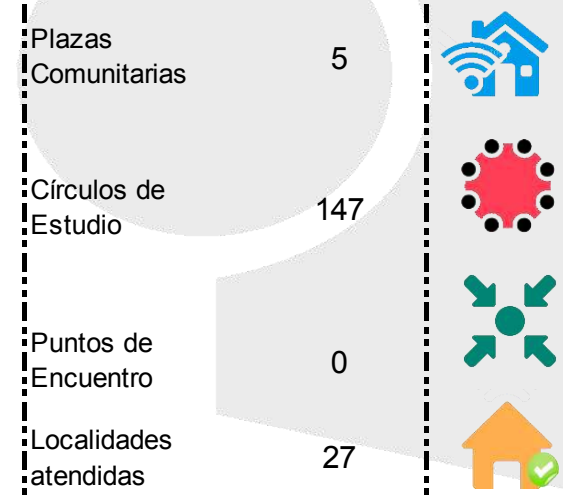 Plazas
Comunitarias
5
Círculos de
Estudio
147
Puntos de
Encuentro
0
Localidades
atendidas
27